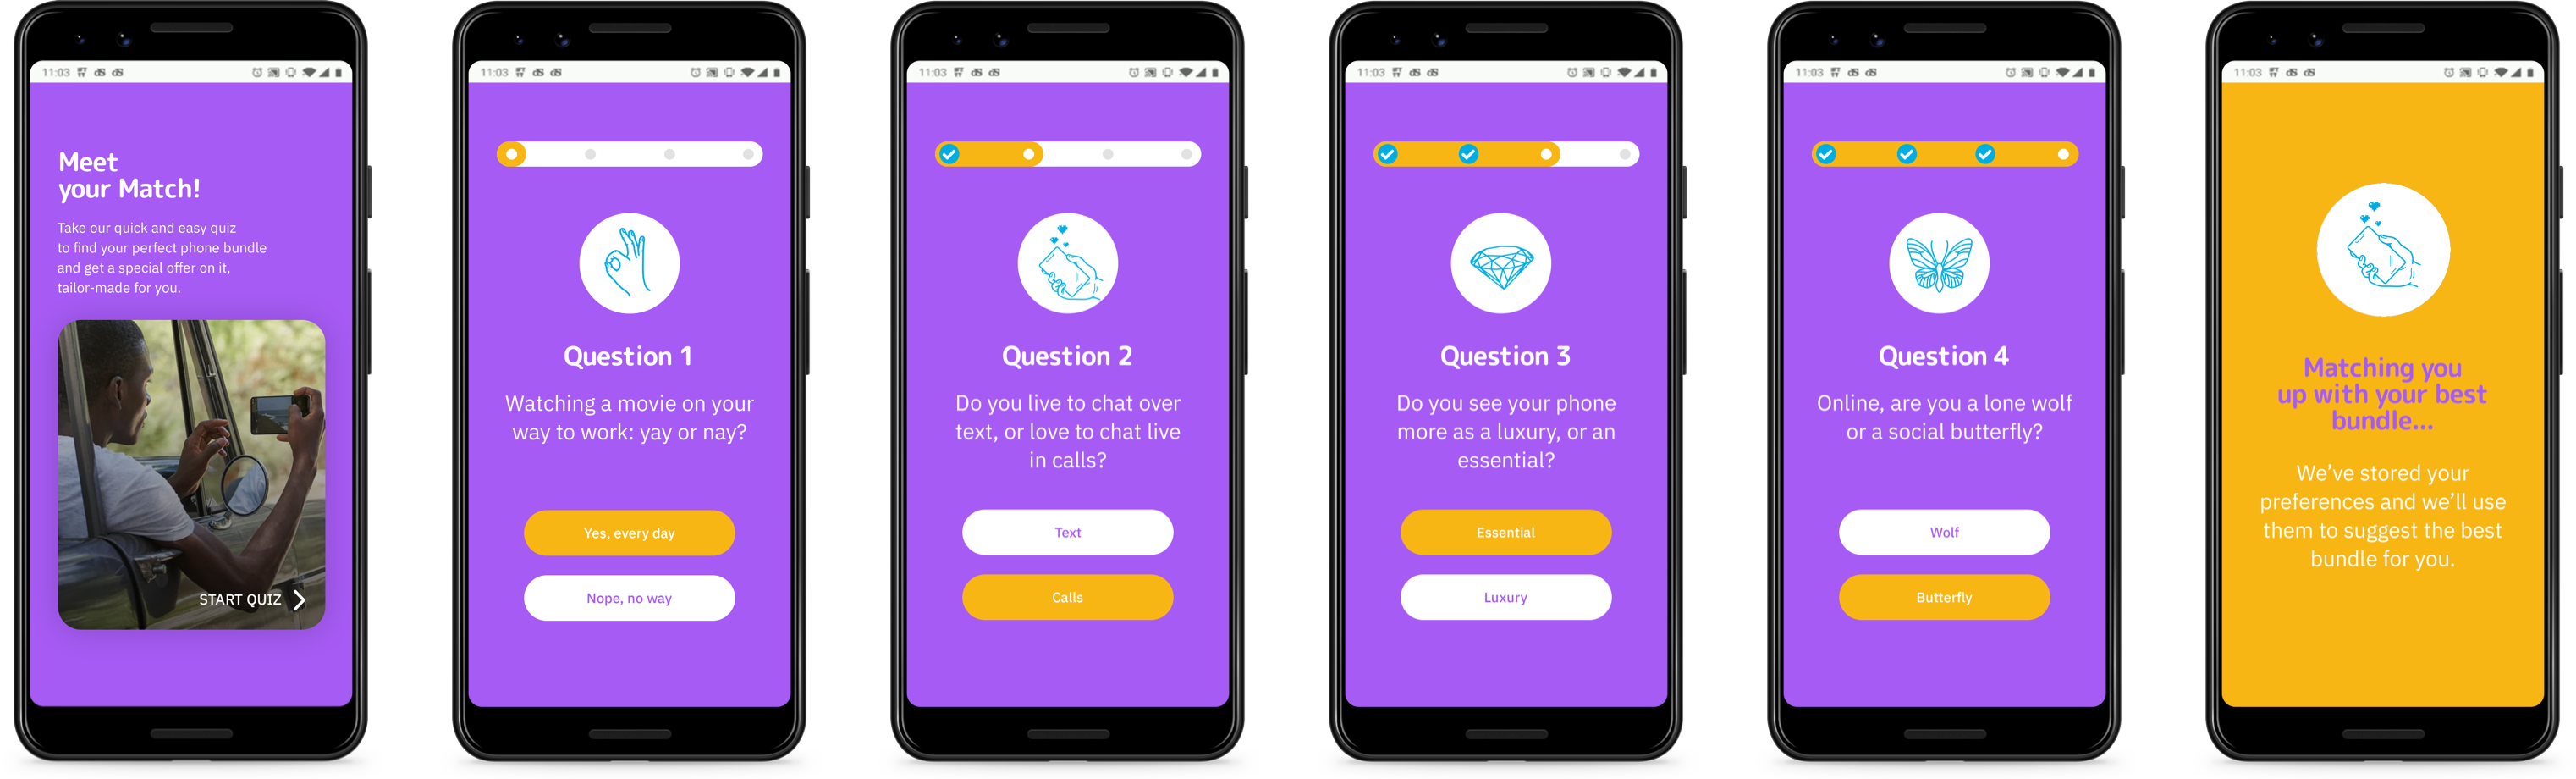 11:03
Meet
your Match!
Take our quick and easy quiz
to find your perfect phone bundle
and get a special offer on it,
tailor-made for you.
START QUIZ
11:03
Question 1
Watching a movie on your
way to work: yay or nay?
Yes, every day
Nope, no way
11:03
Question 2
Do you live to chat over
text, or love to chat live
in calls?
Text
Calls
11:03
Question 3
Do you see your phone
more as a luxury, or an
essential?
Essential
Luxury
11:03
Question 4
Online, are you a lone wolf
or a social butterfly?
Wolf
Butterfly
11:03
Matching you
up with your best
bundle...
We’ve stored your
preferences and we’ll use
them to suggest the best
bundle for you.